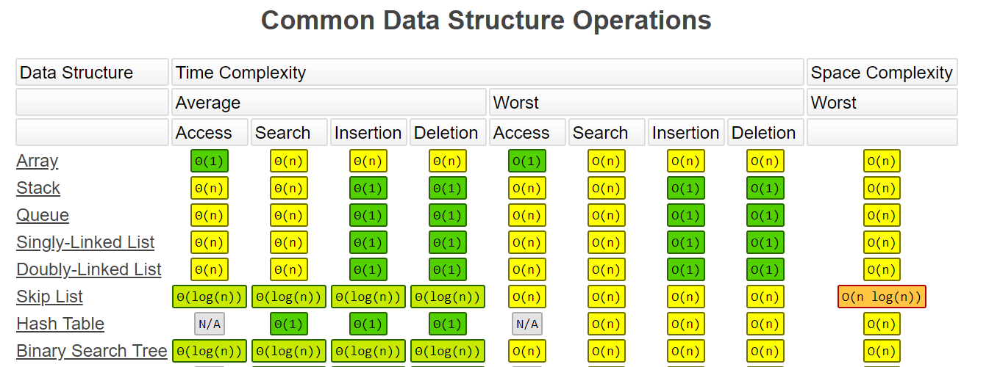 Common Data Structure Operations
Data Structure Time Complexity Space Complexity
Average Worst Worst
Access Search Insertion Deletion Access Search Insertion Deletion
Array Θ(1) Θ(n) Θ(n) Θ(n) O(1) O(n) O(n) O(n) O(n)
Stack Θ(n) Θ(n) Θ(1) Θ(1) O(n) O(n) O(1) O(1) O(n)
Queue Θ(n) Θ(n) Θ(1) Θ(1) O(n) O(n) O(1) O(1) O(n)
Singly-Linked List Θ(n) Θ(n) Θ(1) Θ(1) O(n) O(n) O(1) O(1) O(n)
Doubly-Linked List Θ(n) Θ(n) Θ(1) Θ(1) O(n) O(n) O(1) O(1) O(n)
Skip List Θ(log(n)) Θ(log(n)) Θ(log(n)) Θ(log(n)) O(n) O(n) O(n) O(n) O(n log(n))
Hash Table N/A Θ(1) Θ(1) Θ(1) N/A O(n) O(n) O(n) O(n)
Binary Search Tree Θ(log(n)) Θ(log(n)) Θ(log(n)) Θ(log(n)) O(n) O(n) O(n) O(n) O(n)